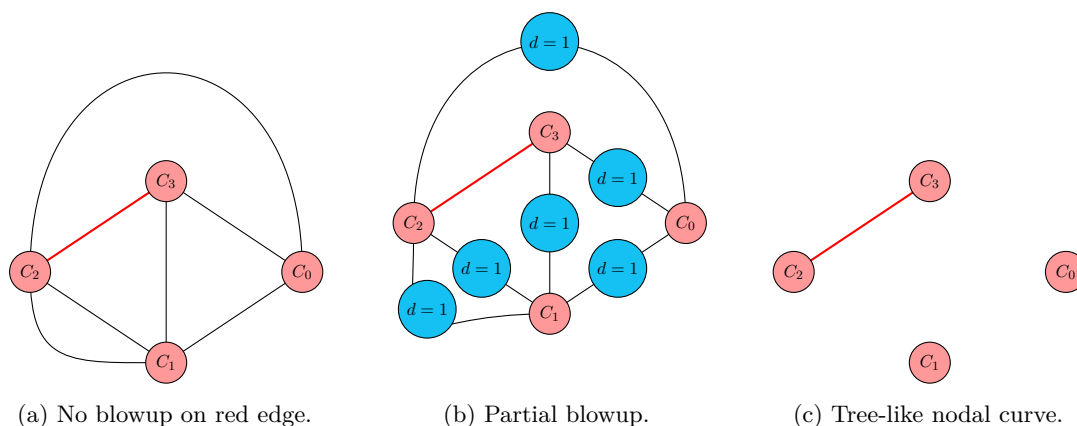 C₃
C₂
C₀
C₁
(a) No blowup on red edge.
d = 1
C₃
d = 1
C₂
d = 1
C₀
d = 1
d = 1
d = 1
C₁
(b) Partial blowup.
C₃
C₂
C₀
C₁
(c) Tree-like nodal curve.